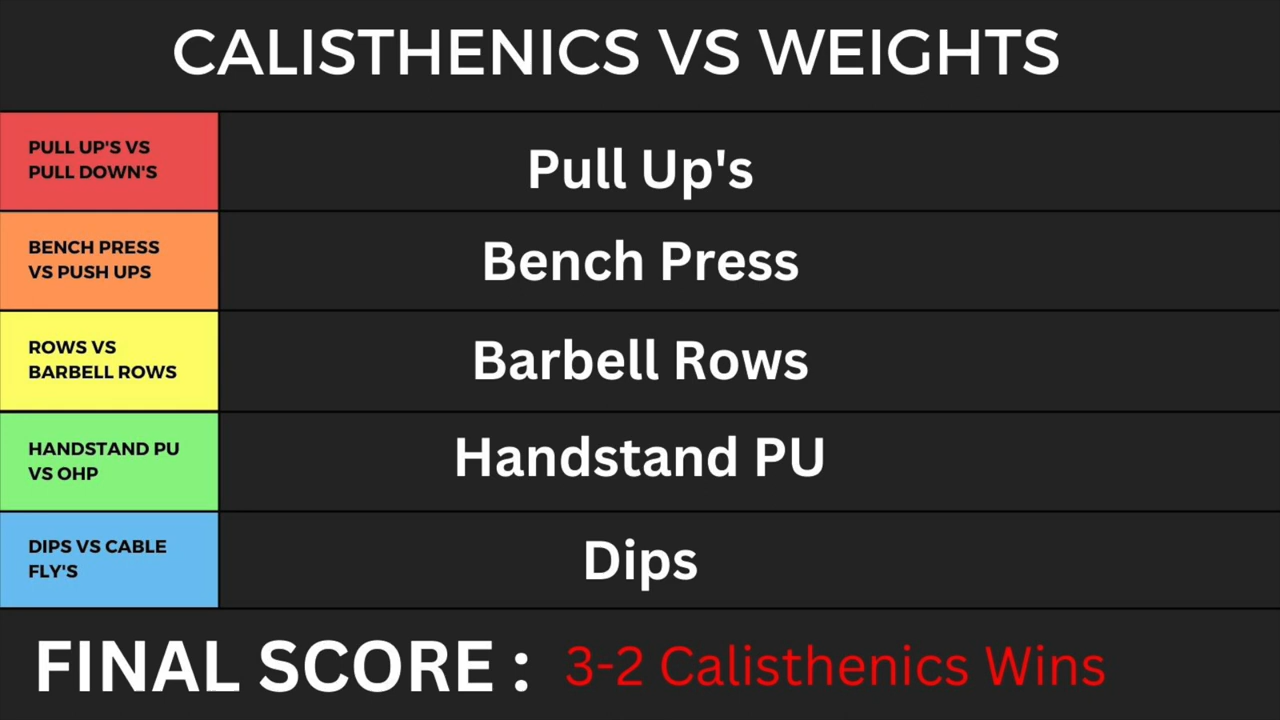 CALISTHENICS VS WEIGHTS
PULL UP'S VS
PULL DOWN'S
Pull Up's
BENCH PRESS
VS PUSH UPS
Bench Press
ROWS VS
BARBELL ROWS
Barbell Rows
HANDSTAND PU
VS OHP
Handstand PU
DIPS VS CABLE
FLY'S
Dips
FINAL SCORE : 3-2 Calisthenics Wins